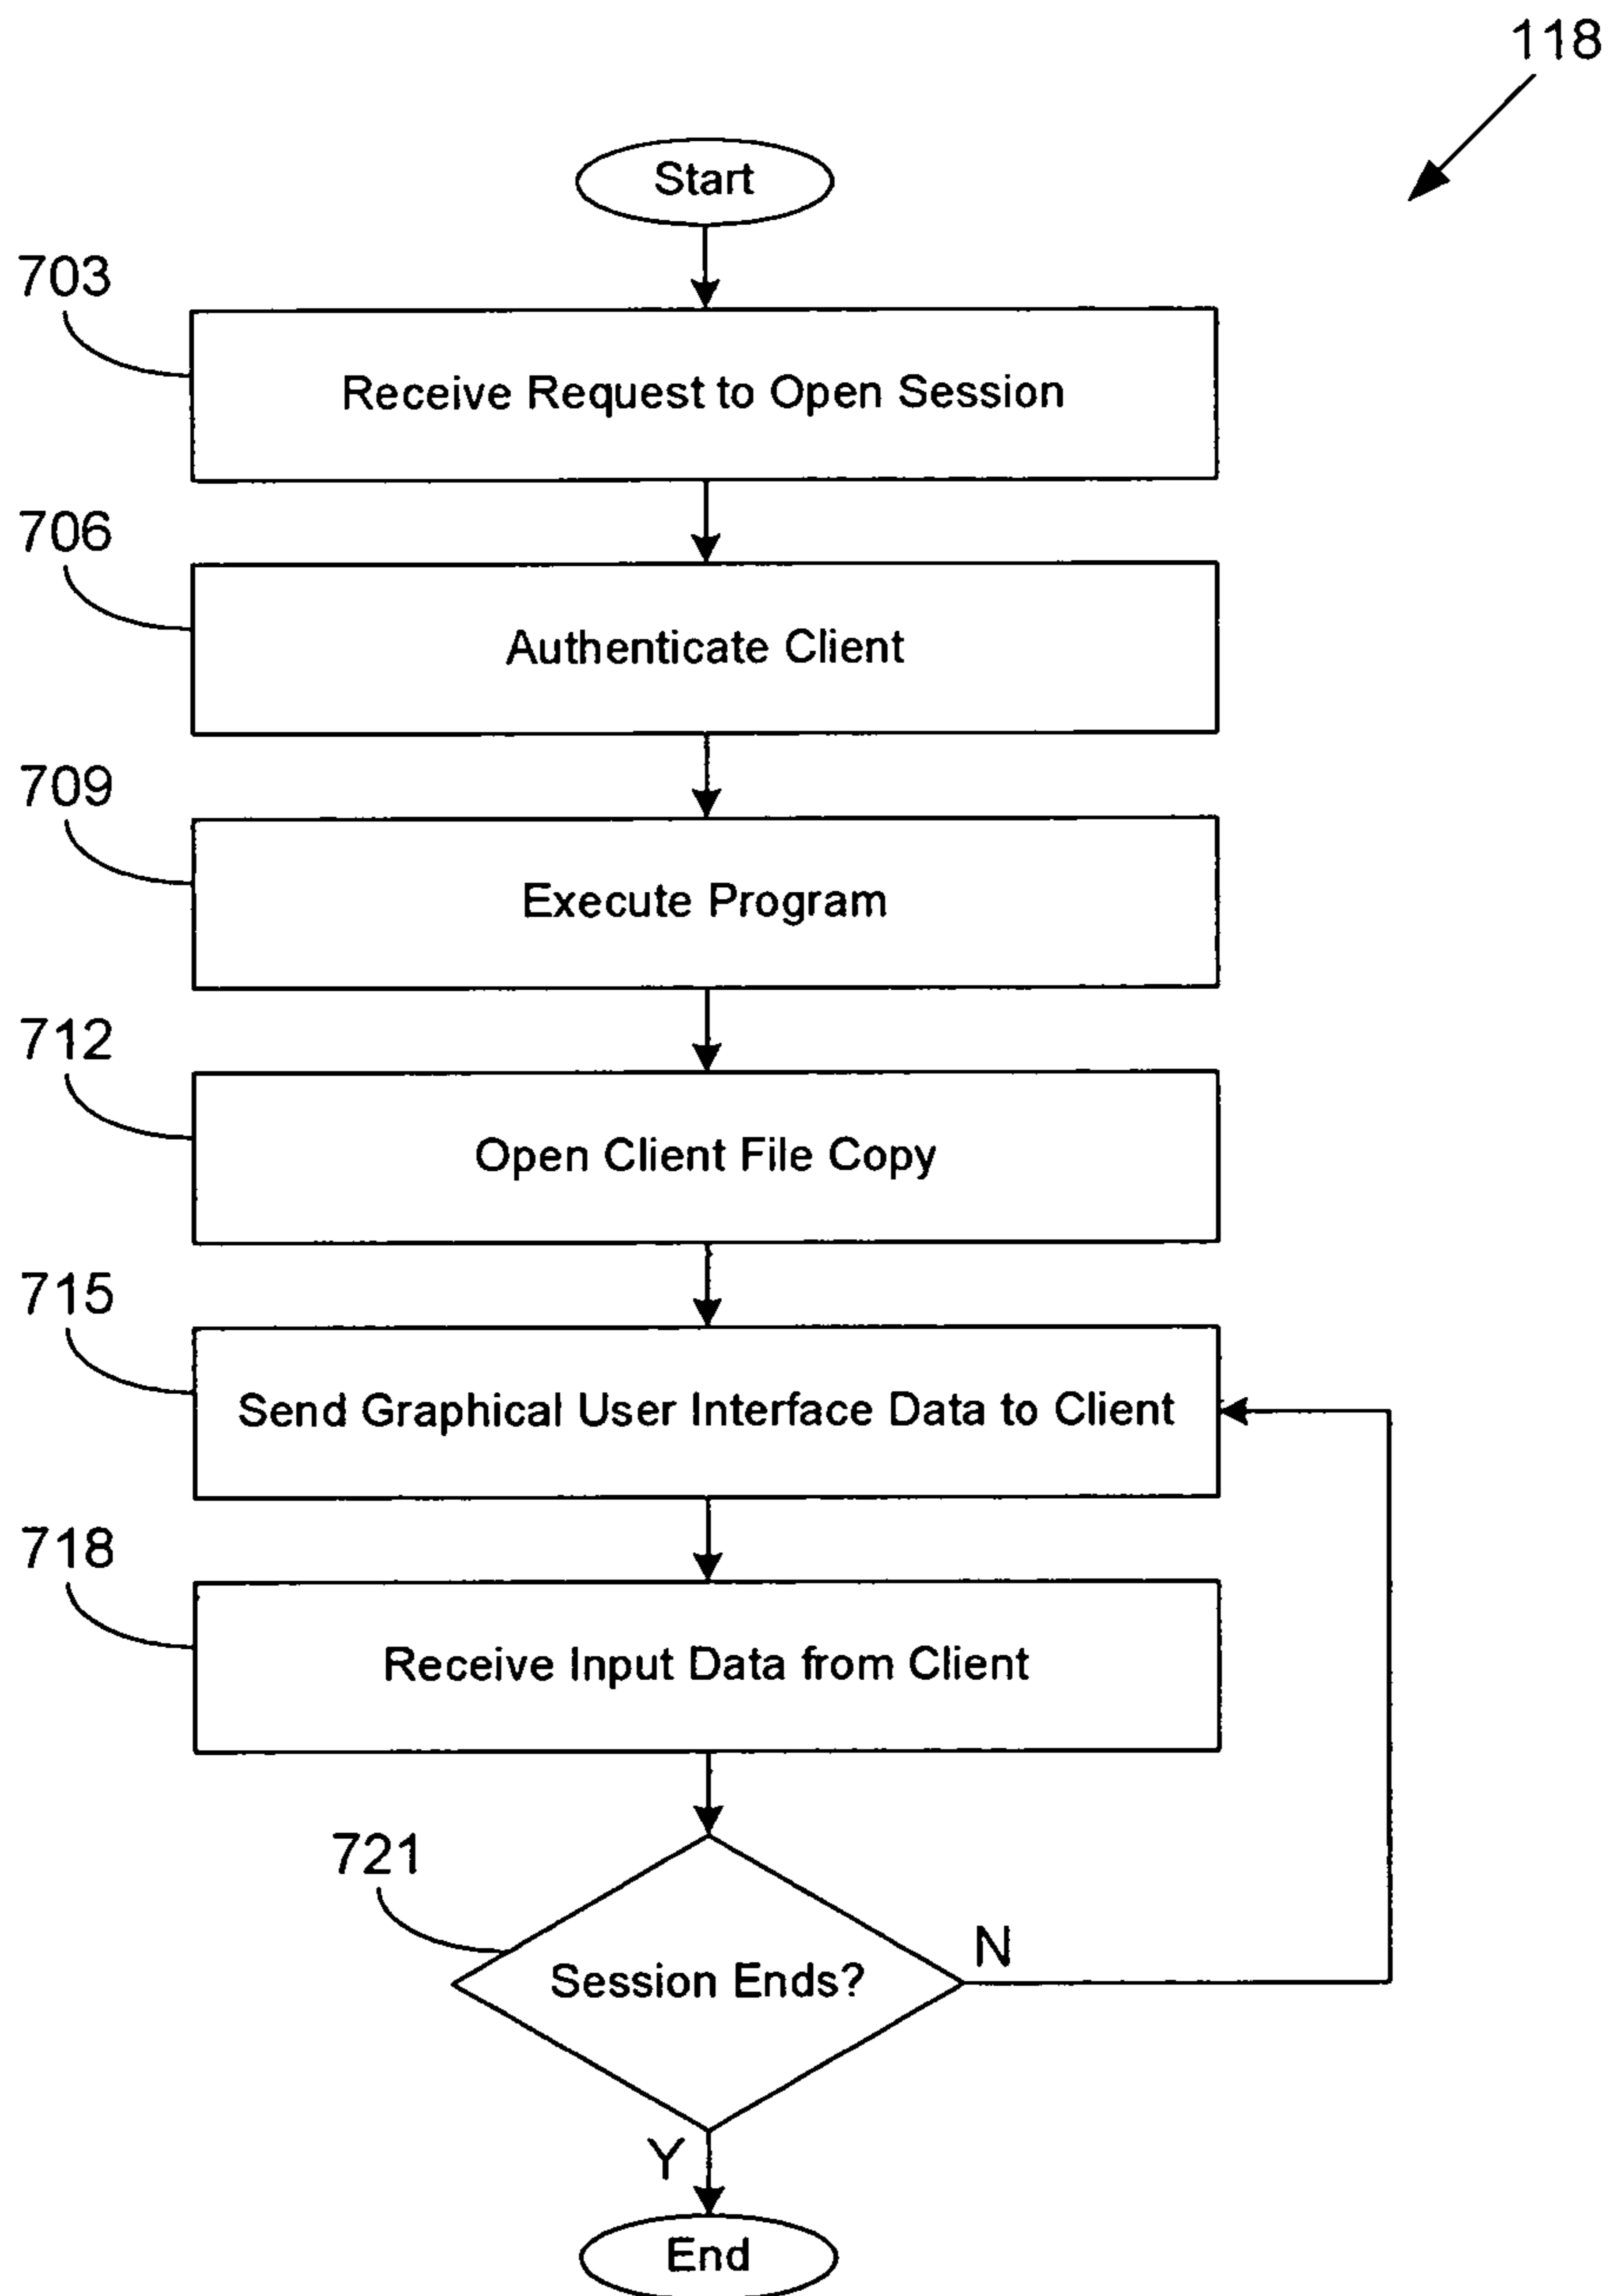 118
Start
703
Receive Request to Open Session
706
Authenticate Client
709
Execute Program
712
Open Client File Copy
715
Send Graphical User Interface Data to Client
718
Receive Input Data from Client
721
Session Ends?
N
Y
End